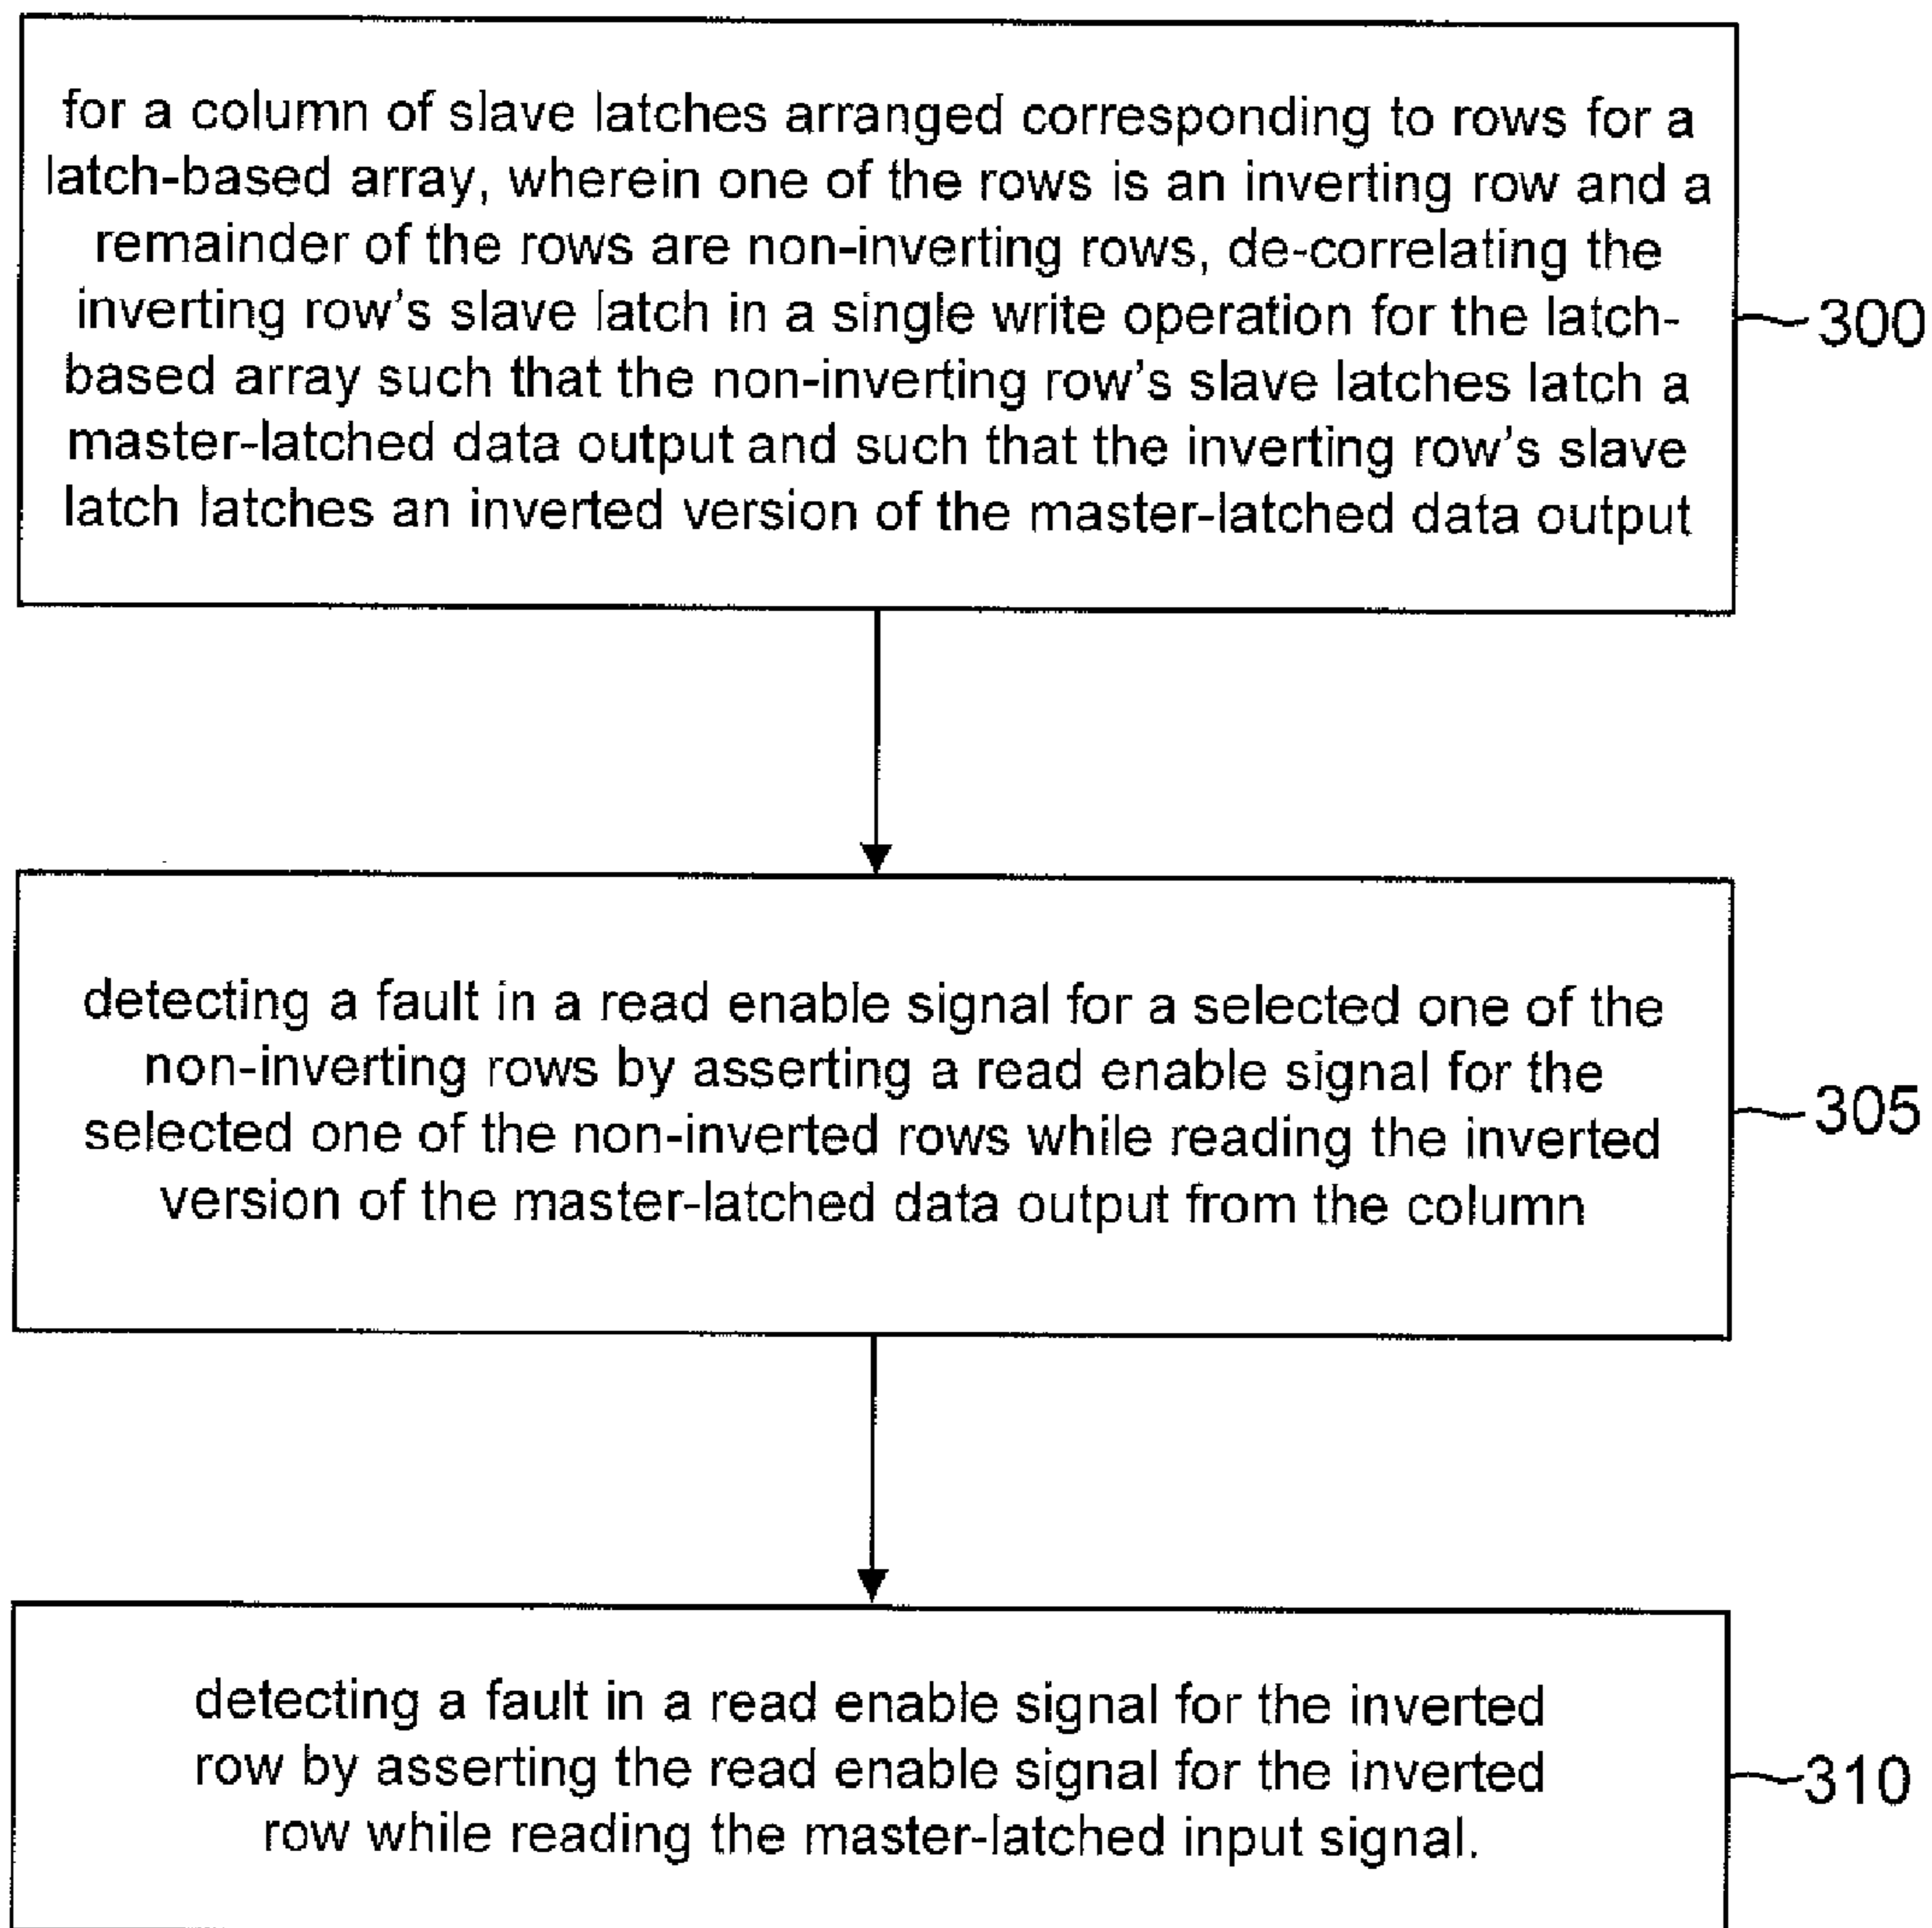 for a column of slave latches arranged corresponding to rows for a
latch-based array, wherein one of the rows is an inverting row and a
remainder of the rows are non-inverting rows, de-correlating the
inverting row's slave latch in a single write operation for the latch-
based array such that the non-inverting row's slave latches latch a
master-latched data output and such that the inverting row's slave
latch latches an inverted version of the master-latched data output
300
detecting a fault in a read enable signal for a selected one of the
non-inverting rows by asserting a read enable signal for the
selected one of the non-inverted rows while reading the inverted
version of the master-latched data output from the column
305
detecting a fault in a read enable signal for the inverted
row by asserting the read enable signal for the inverted
row while reading the master-latched input signal.
310